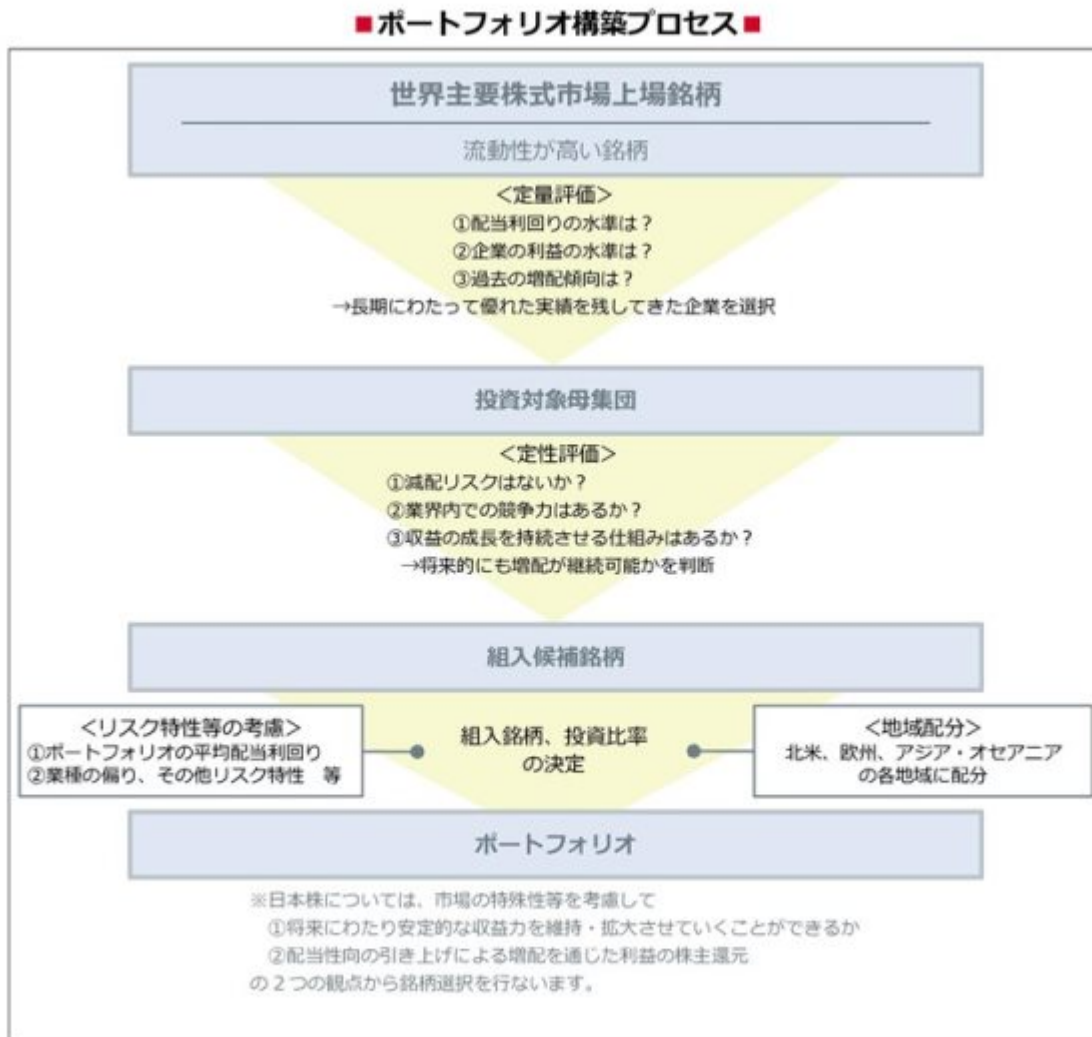 ■ポートフォリオ構築プロセス■
世界主要株式市場上場銘柄
流動性が高い銘柄
＜定量評価＞
①配当利回りの水準は？
②企業の利益の水準は？
③過去の増配傾向は？
→長期にわたって優れた実績を残してきた企業を選択
投資対象母集団
＜定性評価＞
①減配リスクはないか？
②業界内での競争力はあるか？
③収益の成長を持続させる仕組みはあるか？
→将来的にも増配が継続可能かを判断
組入候補銘柄
＜リスク特性等の考慮＞
①ポートフォリオの平均配当利回り
②業種の偏り、その他リスク特性　等
組入銘柄、投資比率
の決定
＜地域配分＞
北米、欧州、アジア・オセアニア
の各地域に配分
ポートフォリオ
※日本株については、市場の特殊性等を考慮して
①将来にわたり安定的な収益力を維持・拡大させていくことができるか
②配当性向の引き上げによる増配を通じた利益の株主還元
の２つの観点から銘柄選択を行ないます。